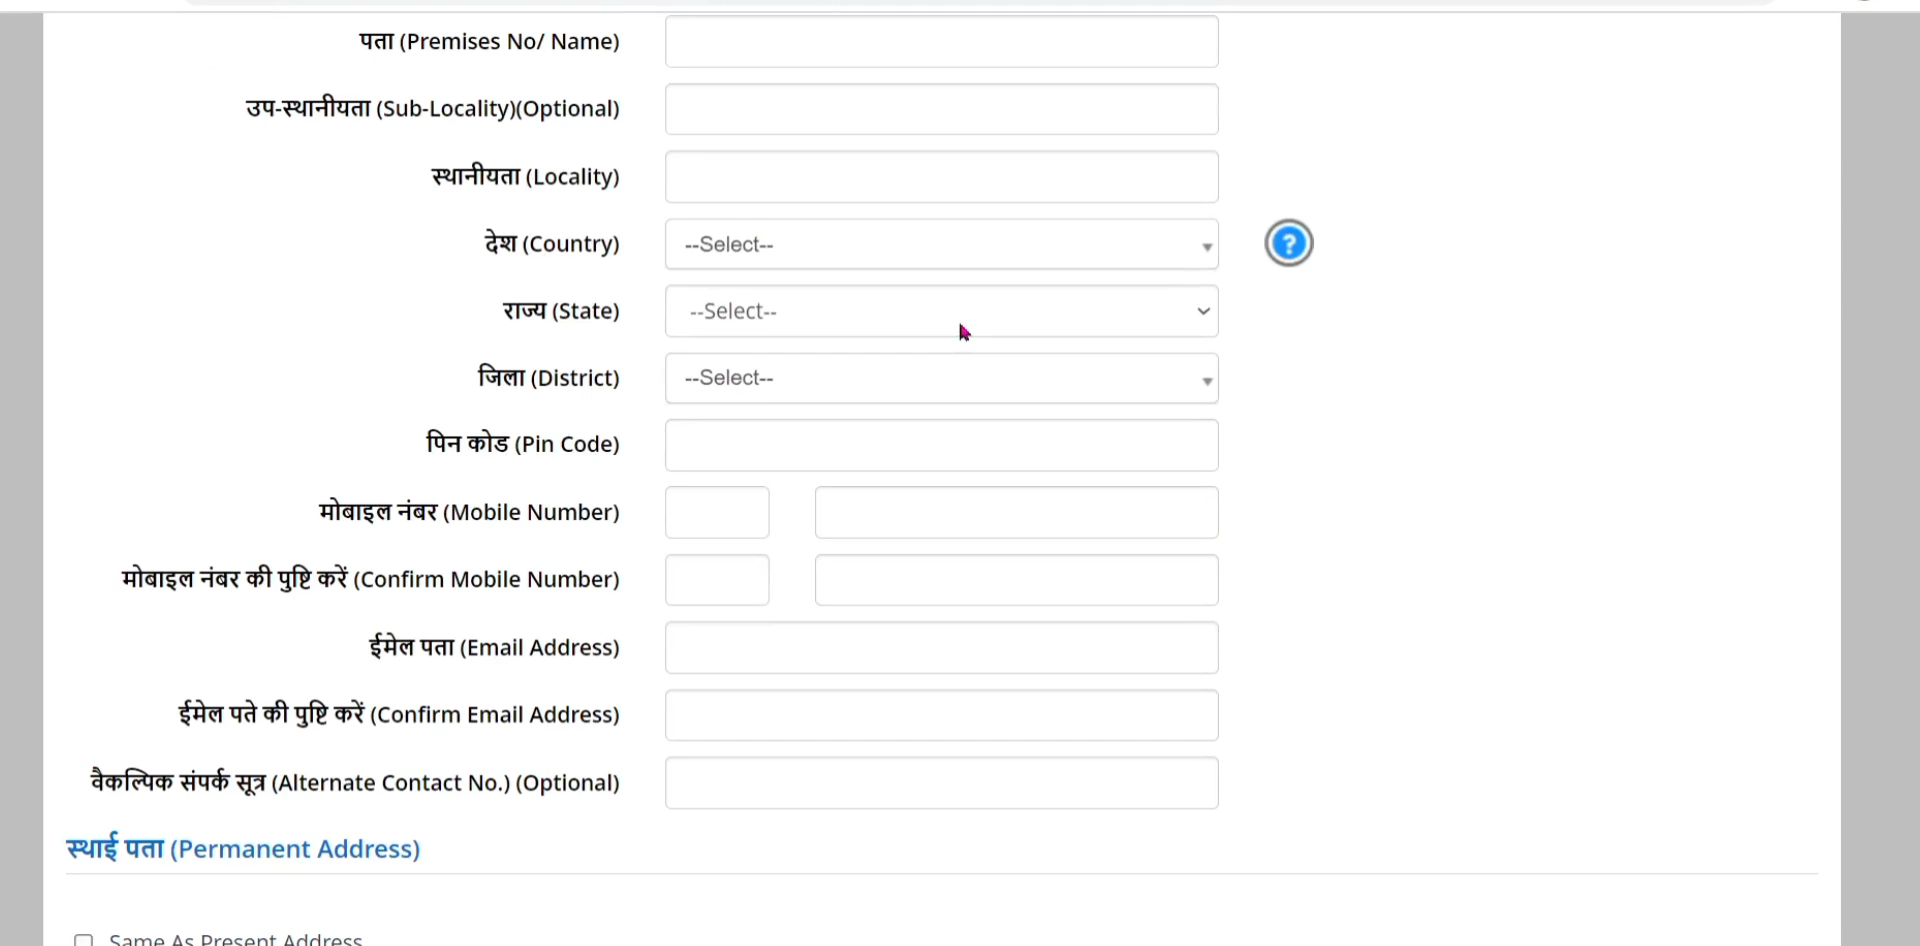 पता (Premises No/ Name)
उप-स्थानीयता (Sub-Locality)(Optional)
स्थानीयता (Locality)
देश (Country) --Select-- ?
राज्य (State) --Select--
जिला (District) --Select--
पिन कोड (Pin Code)
मोबाइल नंबर (Mobile Number)
मोबाइल नंबर की पुष्टि करें (Confirm Mobile Number)
ईमेल पता (Email Address)
ईमेल पते की पुष्टि करें (Confirm Email Address)
वैकल्पिक संपर्क सूत्र (Alternate Contact No.) (Optional)
स्थाई पता (Permanent Address)
Same As Present Address